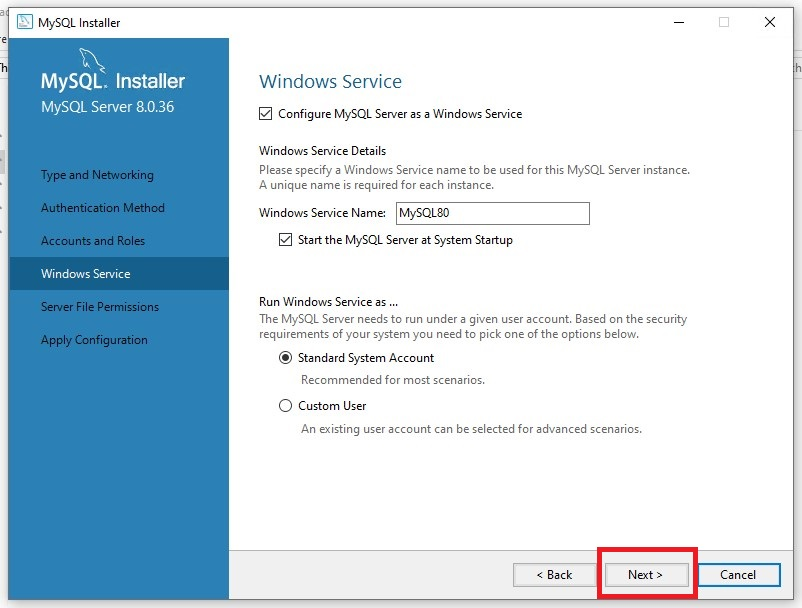 MySQL Installer
MySQL. Installer
MySQL Server 8.0.36
Type and Networking
Authentication Method
Accounts and Roles
Windows Service
Server File Permissions
Apply Configuration
Windows Service
Configure MySQL Server as a Windows Service
Windows Service Details
Please specify a Windows Service name to be used for this MySQL Server instance.
A unique name is required for each instance.
Windows Service Name: MySQL80
Start the MySQL Server at System Startup
Run Windows Service as ...
The MySQL Server needs to run under a given user account. Based on the security
requirements of your system you need to pick one of the options below.
Standard System Account
Recommended for most scenarios.
Custom User
An existing user account can be selected for advanced scenarios.
< Back Next > Cancel